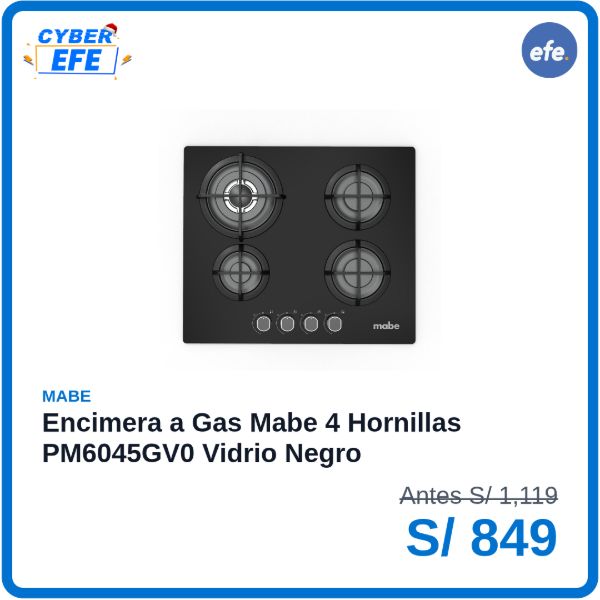 CYBER
EFE
efe.
mabe
MABE
Encimera a Gas Mabe 4 Hornillas
PM6045GV0 Vidrio Negro
Antes S/ 1,119
S/ 849